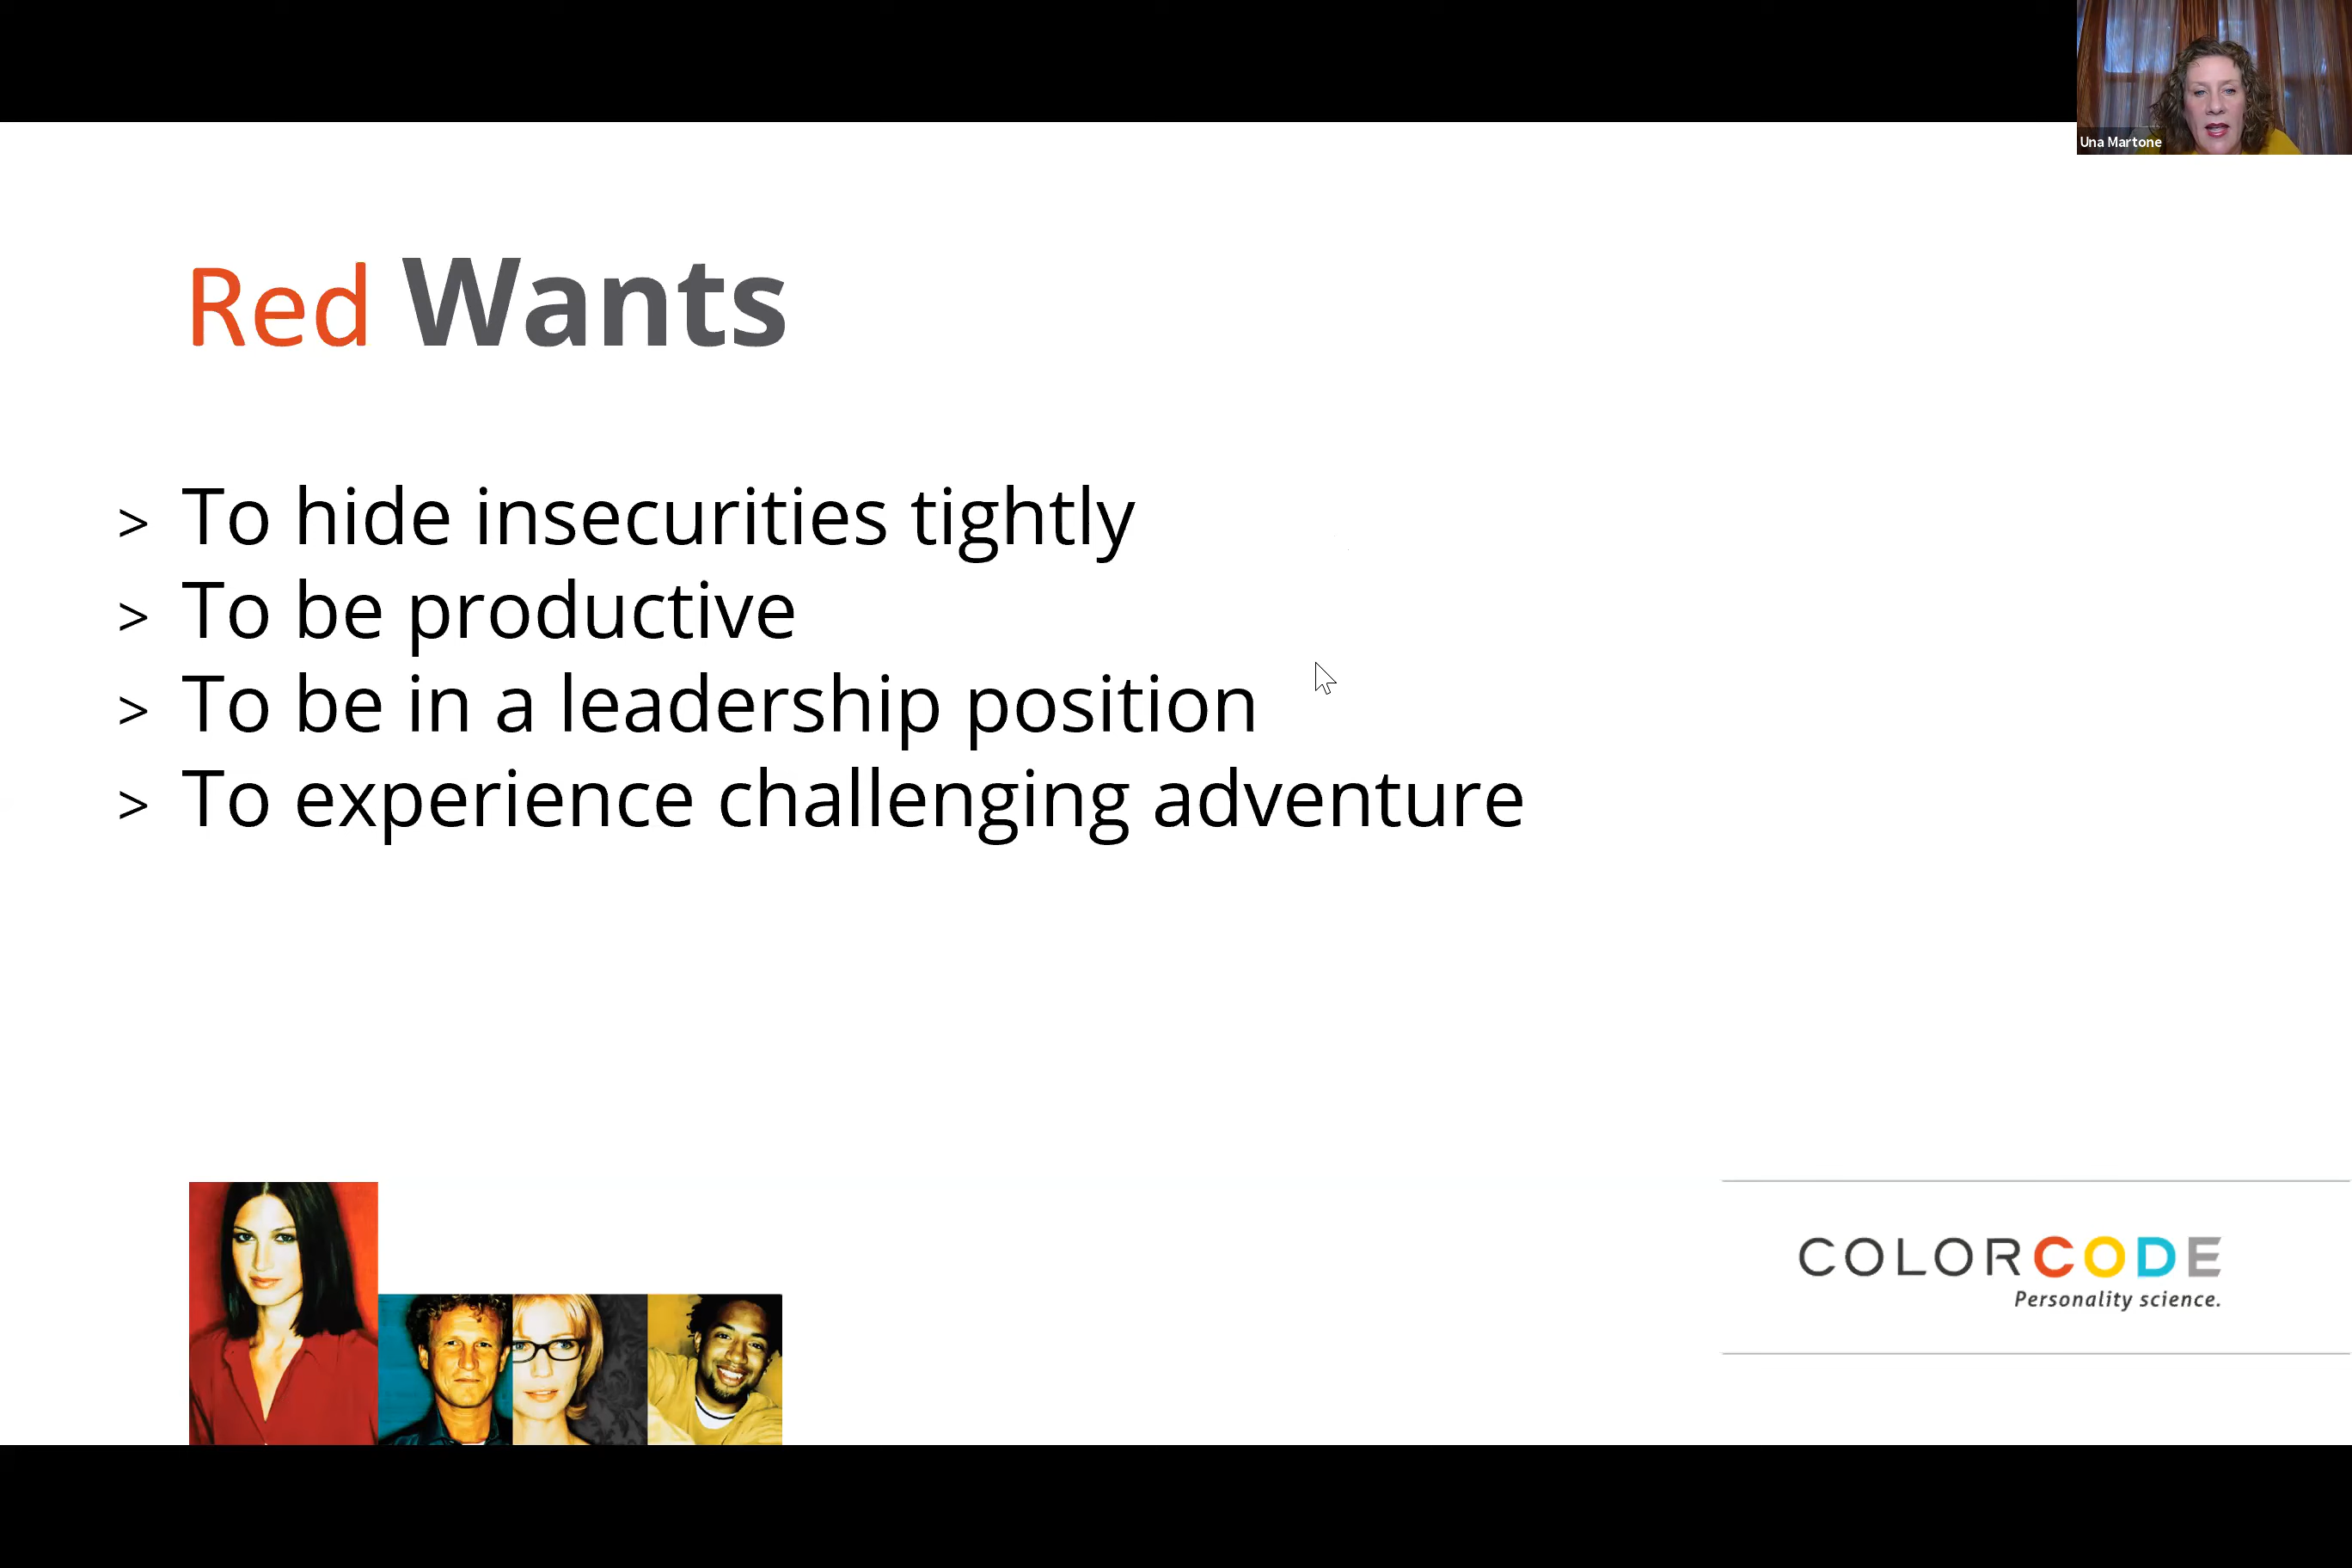 Una Martone
Red Wants
> To hide insecurities tightly
> To be productive
> To be in a leadership position
> To experience challenging adventure
COLORCODE
Personality science.